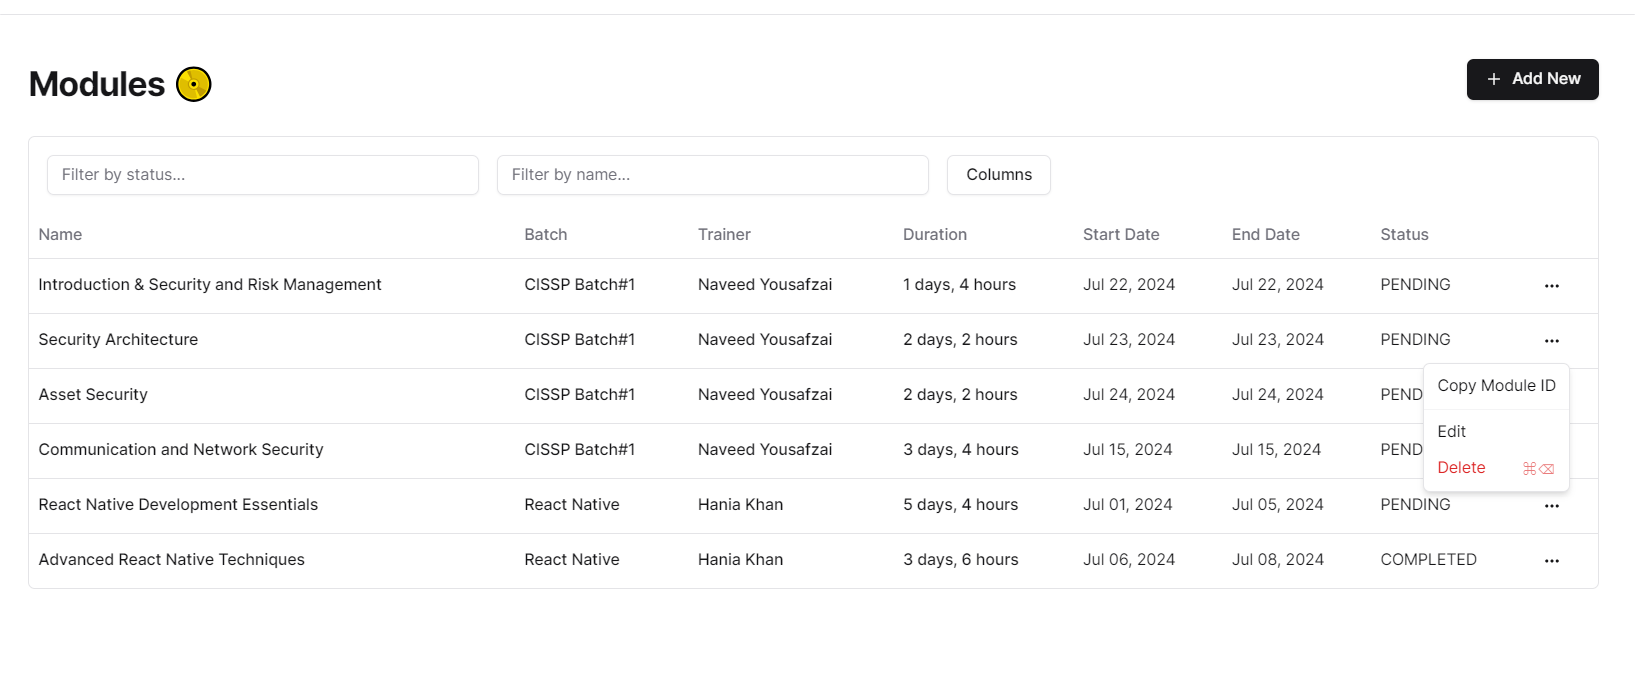 Modules
+ Add New
Filter by status... Filter by name... Columns
Name Batch Trainer Duration Start Date End Date Status
Introduction & Security and Risk Management CISSP Batch#1 Naveed Yousafzai 1 days, 4 hours Jul 22, 2024 Jul 22, 2024 PENDING ...
Security Architecture CISSP Batch#1 Naveed Yousafzai 2 days, 2 hours Jul 23, 2024 Jul 23, 2024 PENDING ...
Asset Security CISSP Batch#1 Naveed Yousafzai 2 days, 2 hours Jul 24, 2024 Jul 24, 2024 PEND
Copy Module ID
Communication and Network Security CISSP Batch#1 Naveed Yousafzai 3 days, 4 hours Jul 15, 2024 Jul 15, 2024 PEND
Edit
Delete ⌘⌫
React Native Development Essentials React Native Hania Khan 5 days, 4 hours Jul 01, 2024 Jul 05, 2024 PENDING ...
Advanced React Native Techniques React Native Hania Khan 3 days, 6 hours Jul 06, 2024 Jul 08, 2024 COMPLETED ...